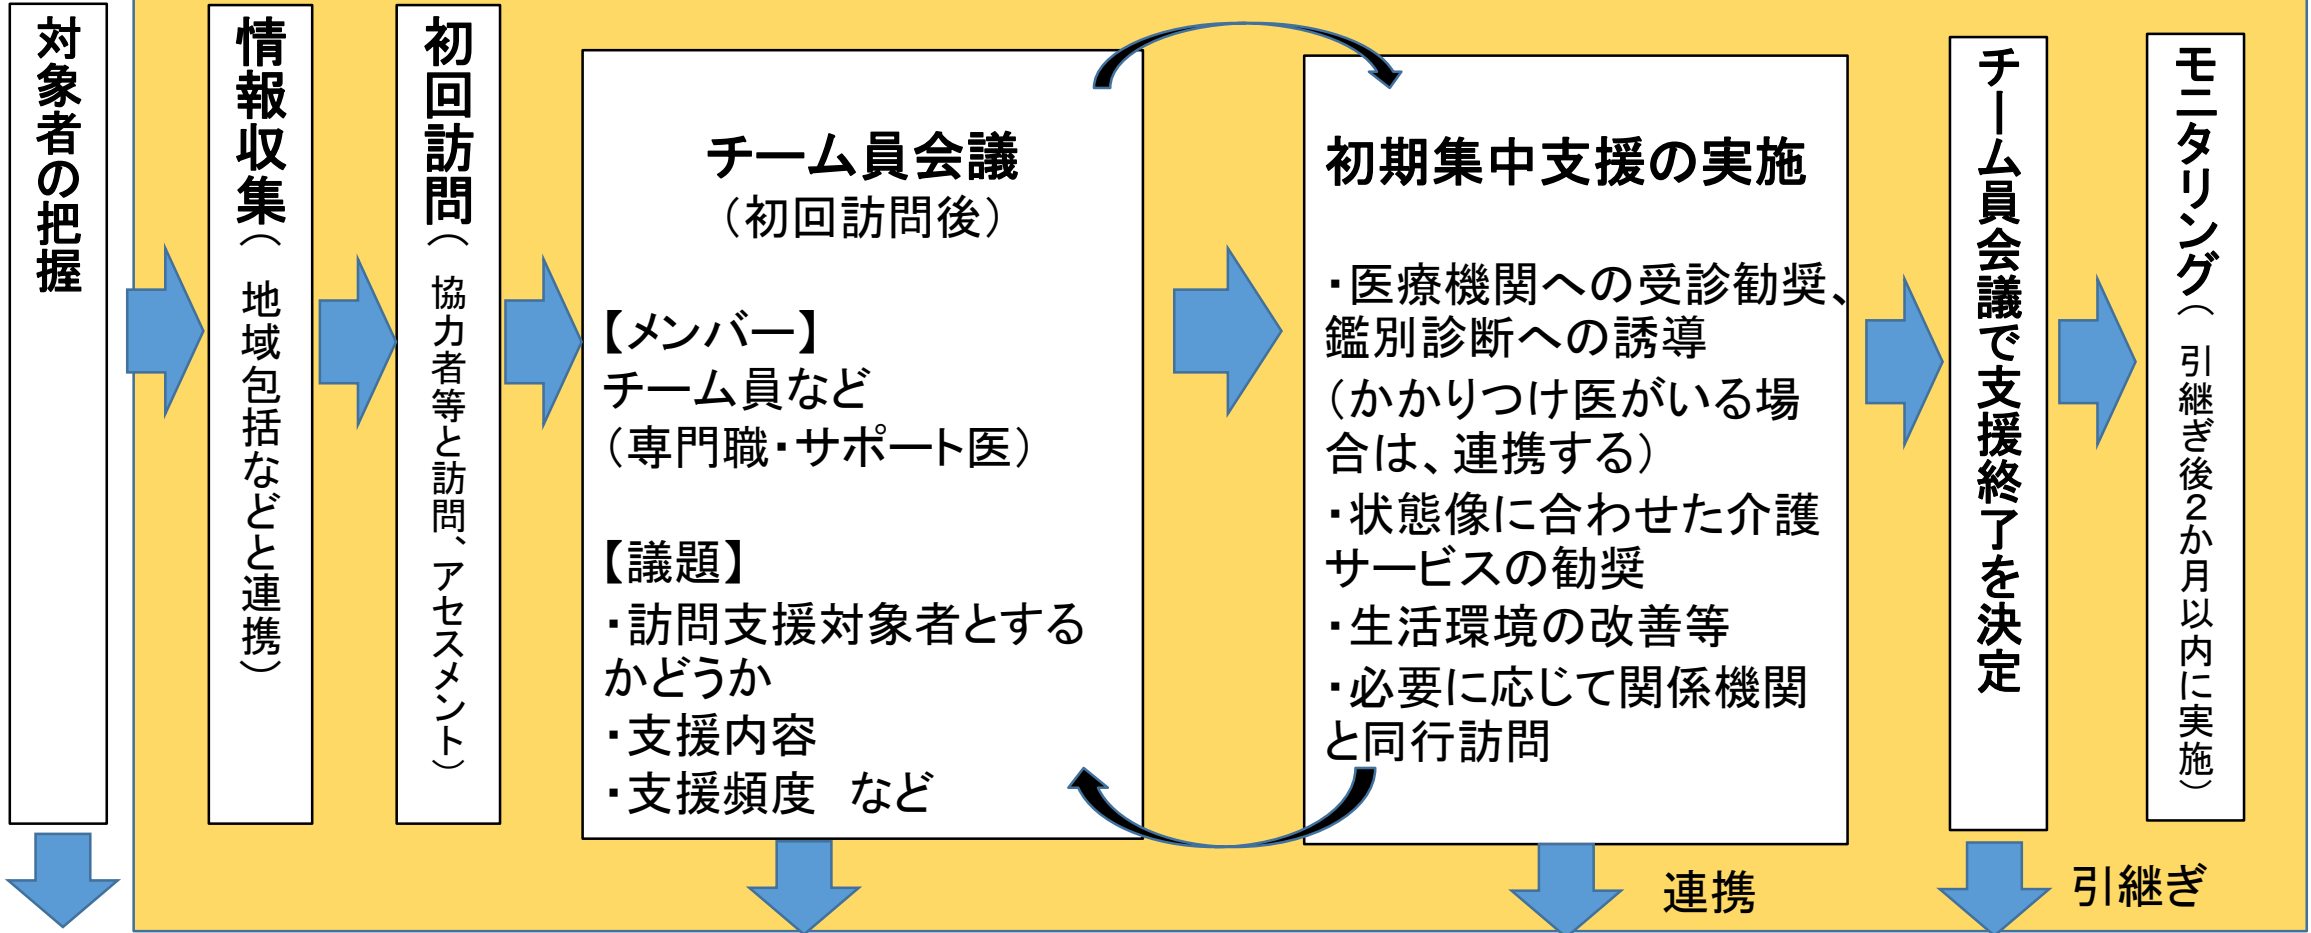 対象者の把握
情報収集（地域包括などと連携）
初回訪問（協力者等と訪問、アセスメント）
チーム員会議
（初回訪問後）
【メンバー】
チーム員など
（専門職・サポート医）
【議題】
・訪問支援対象者とする
かどうか
・支援内容
・支援頻度　など
初期集中支援の実施
・医療機関への受診勧奨、
鑑別診断への誘導
（かかりつけ医がいる場
合は、連携する）
・状態像に合わせた介護
サービスの勧奨
・生活環境の改善等
・必要に応じて関係機関
と同行訪問
チーム員会議で支援終了を決定
モニタリング（引継ぎ後２か月以内に実施）
連携
引継ぎ